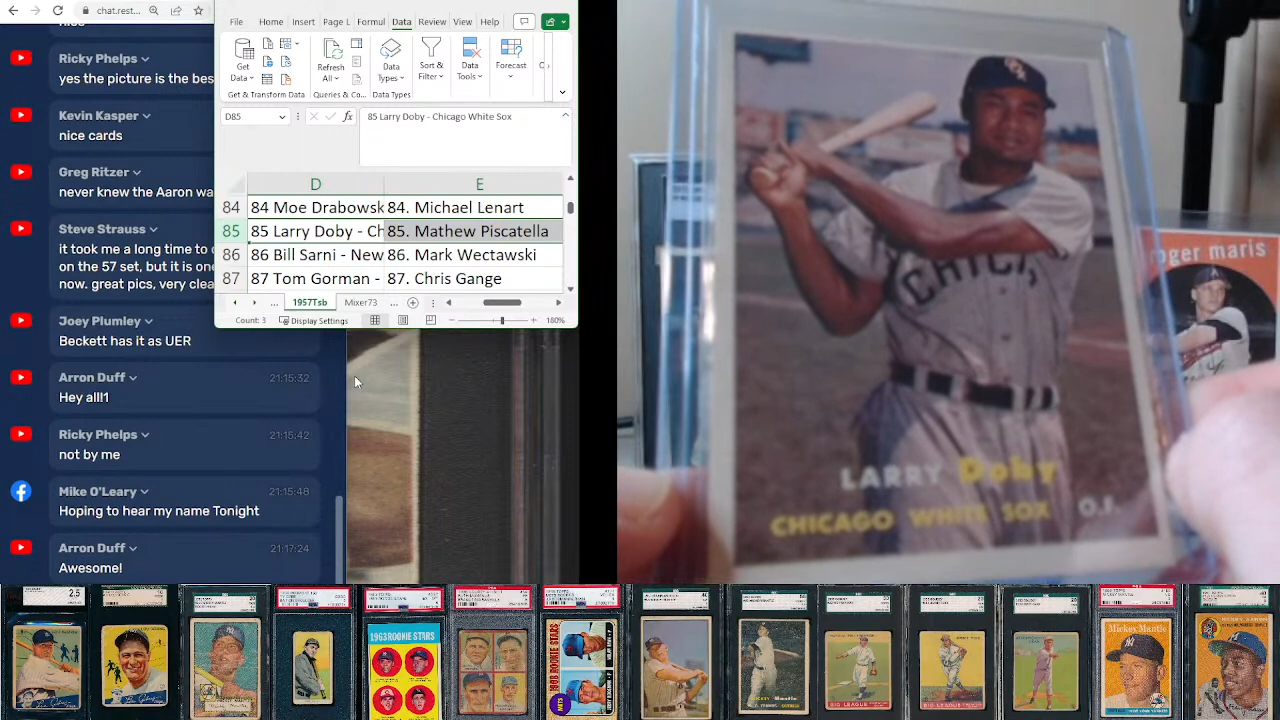 chat.rest...
Ricky Phelps
yes the picture is the bes
Kevin Kasper
nice cards
Greg Ritzer
never knew the Aaron wa
Steve Strauss
it took me a long time to
on the 57 set, but it is one
now. great pics, very clea
Joey Plumley
Beckett has it as UER
Arron Duff 21:15:32
Hey all1
Ricky Phelps 21:15:42
not by me
Mike O'Leary 21:15:48
Hoping to hear my name Tonight
Arron Duff 21:17:24
Awesome!
File Home Insert Page L Formul Data Review View Help
Get Data
Refresh All
Data Types
Sort & Filter
Data Tools
Forecast
Get & Transform Data Queries & Co... Data Types
D85 fx 85 Larry Doby - Chicago White Sox
D E
84 84 Moe Drabowsk 84. Michael Lenart
85 85 Larry Doby - Ch 85. Mathew Piscatella
86 86 Bill Sarni - New 86. Mark Wectawski
87 87 Tom Gorman - 87. Chris Gange
... 1957Tsb Mixer73 ...
Count: 3 Display Settings 180%
LARRY Doby
CHICAGO WHITE SOX O.F.
roger maris
1963 ROOKIE STARS
Mickey Mantle
BIG LEAGUE
BIG LEAGUE
Mickey Mantle